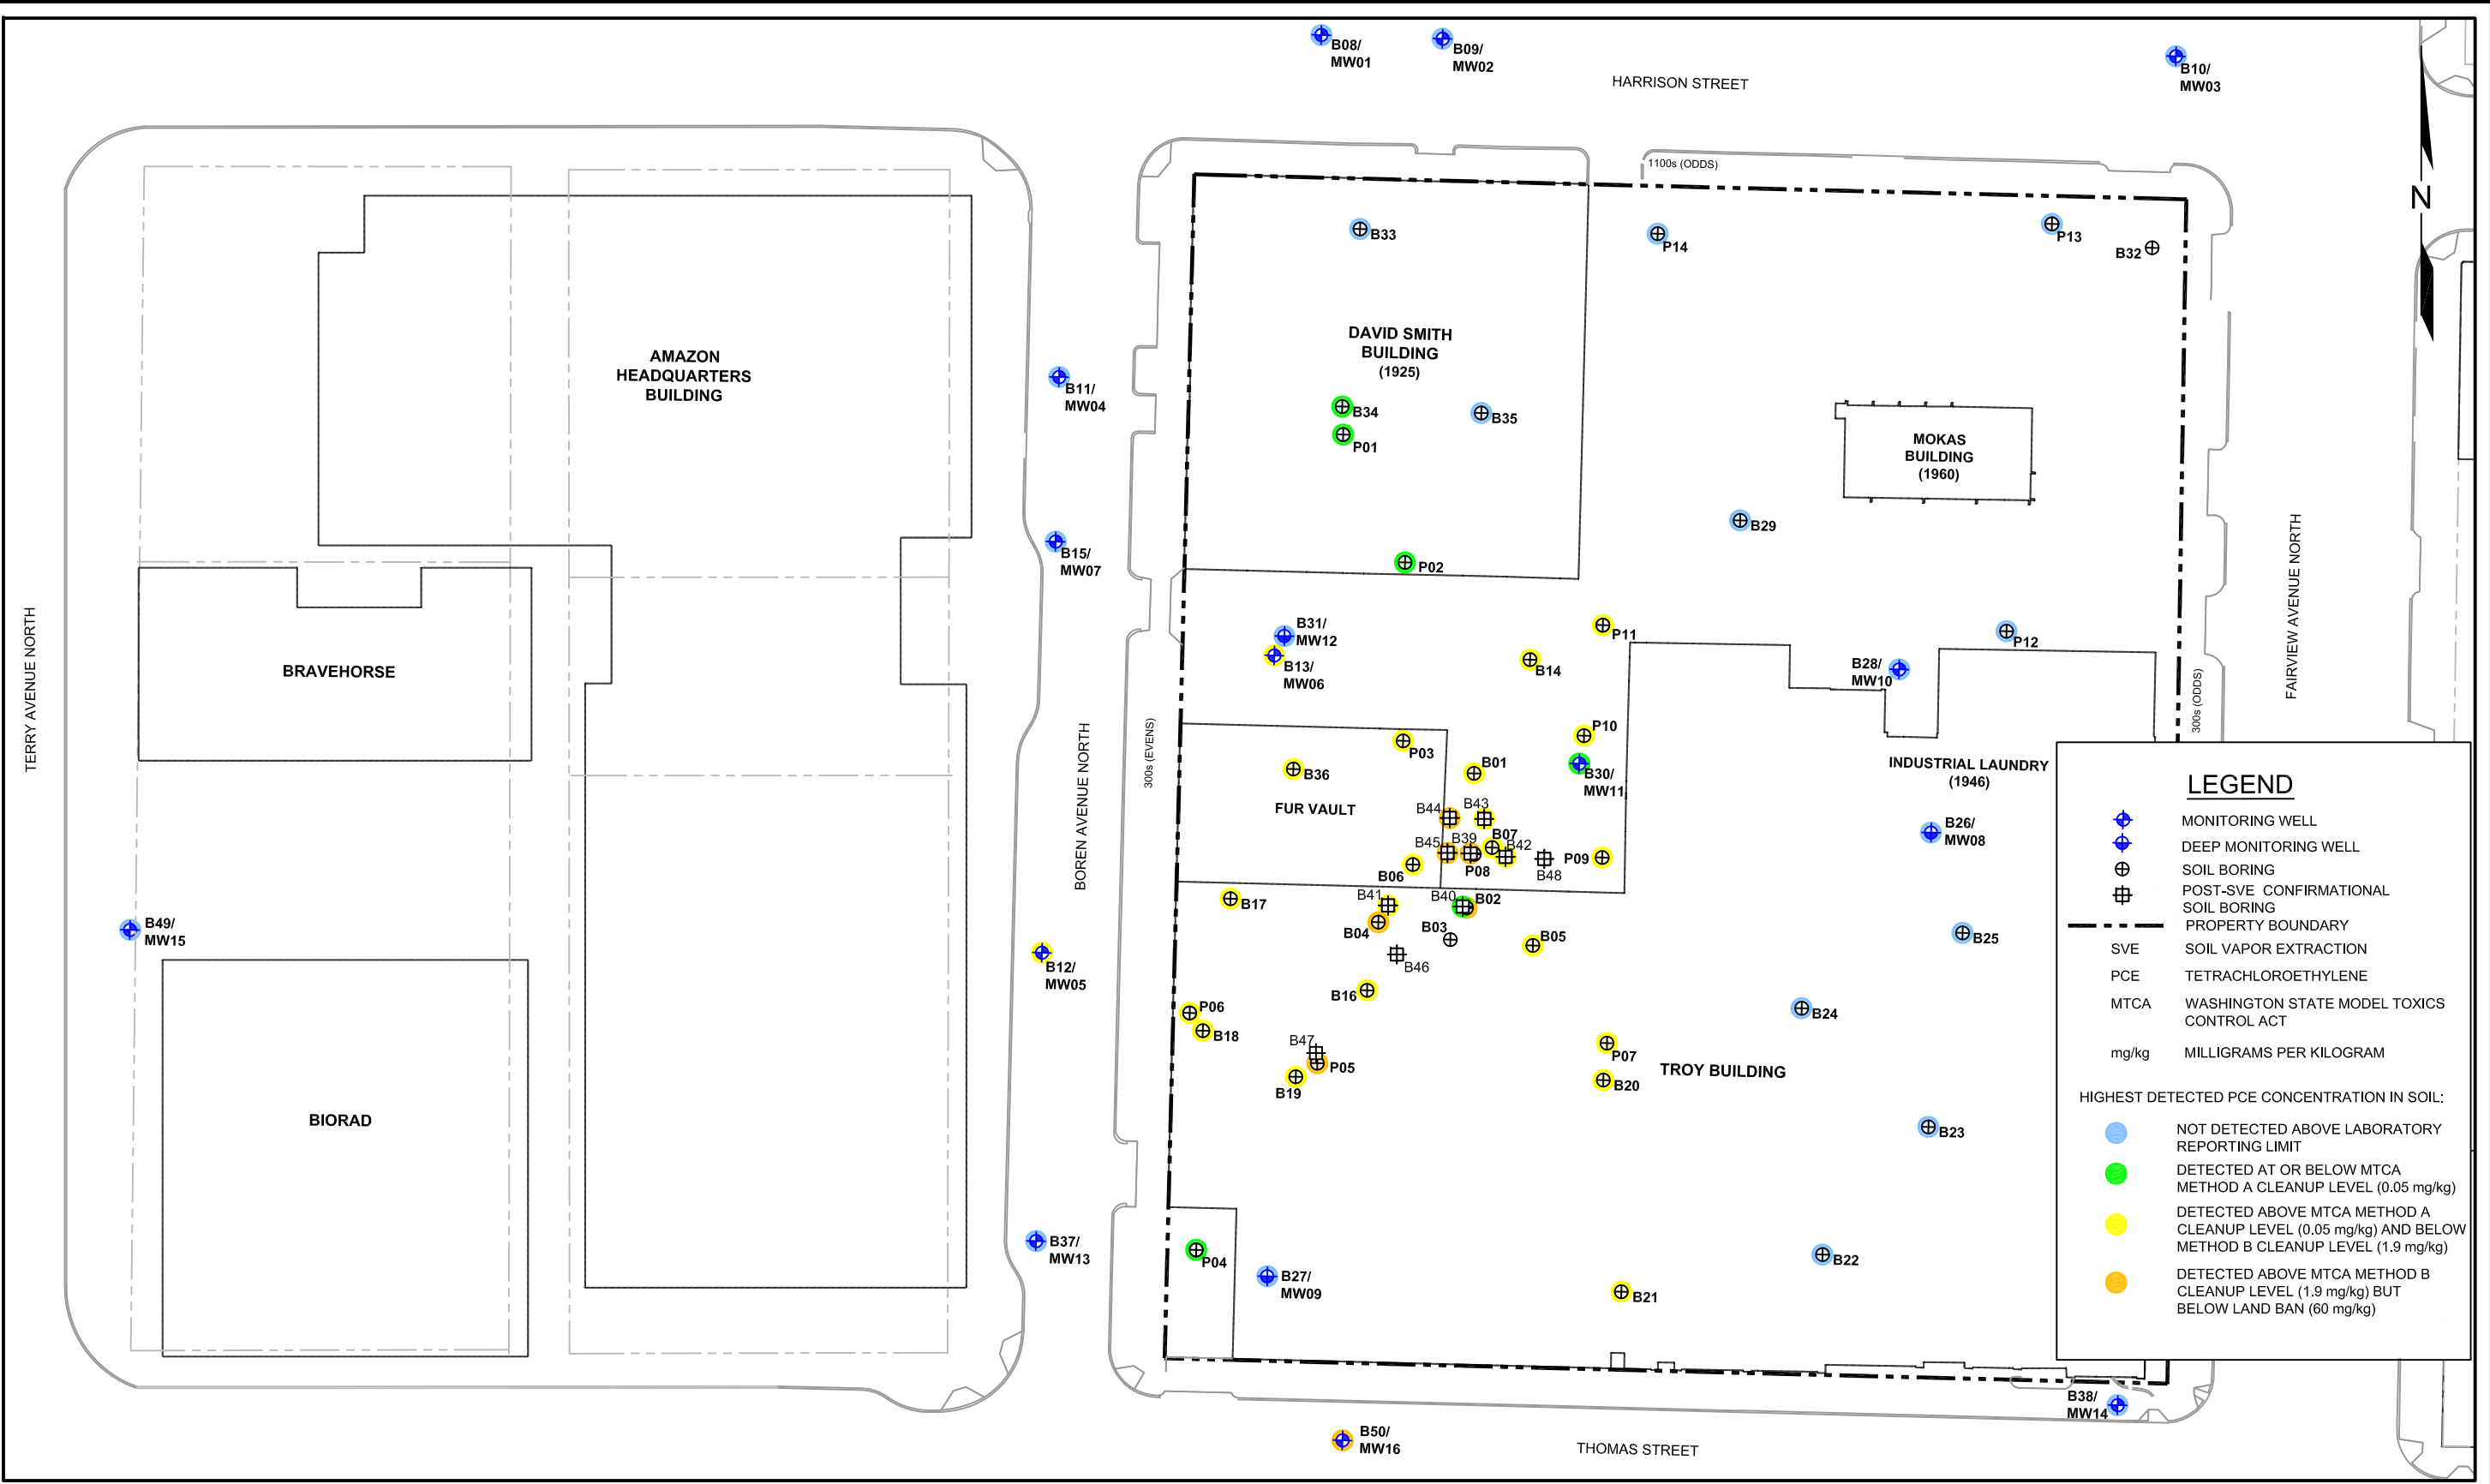 B08/
MW01
B09/
MW02
HARRISON STREET
B10/
MW03
1100s (ODDS)
N
B33
P14
P13
B32
DAVID SMITH
BUILDING
(1925)
AMAZON
HEADQUARTERS
BUILDING
B11/
MW04
B34
P01
B35
MOKAS
BUILDING
(1960)
B15/
MW07
B29
P02
FAIRVIEW AVENUE NORTH
TERRY AVENUE NORTH
BRAVEHORSE
B31/
MW12
B13/
MW06
P11
B14
P12
B28/
MW10
300s (ODDS)
300s (EVENS)
BOREN AVENUE NORTH
P03
B36
B01
P10
B30/
MW11
INDUSTRIAL LAUNDRY
(1946)
FUR VAULT
B44
B43
B07
B45
B39
B42
P08
B48
P09
B06
B26/
MW08
B17
B41
B40
B02
B04
B03
B05
B46
B25
B49/
MW15
B12/
MW05
B16
P06
B18
B24
B47
P05
B19
P07
B20
TROY BUILDING
BIORAD
B23
B37/
MW13
P04
B27/
MW09
B22
B21
B38/
MW14
B50/
MW16
THOMAS STREET
LEGEND
MONITORING WELL
DEEP MONITORING WELL
SOIL BORING
POST-SVE CONFIRMATIONAL
SOIL BORING
PROPERTY BOUNDARY
SVE SOIL VAPOR EXTRACTION
PCE TETRACHLOROETHYLENE
MTCA WASHINGTON STATE MODEL TOXICS
CONTROL ACT
mg/kg MILLIGRAMS PER KILOGRAM
HIGHEST DETECTED PCE CONCENTRATION IN SOIL:
NOT DETECTED ABOVE LABORATORY
REPORTING LIMIT
DETECTED AT OR BELOW MTCA
METHOD A CLEANUP LEVEL (0.05 mg/kg)
DETECTED ABOVE MTCA METHOD A
CLEANUP LEVEL (0.05 mg/kg) AND BELOW
METHOD B CLEANUP LEVEL (1.9 mg/kg)
DETECTED ABOVE MTCA METHOD B
CLEANUP LEVEL (1.9 mg/kg) BUT
BELOW LAND BAN (60 mg/kg)